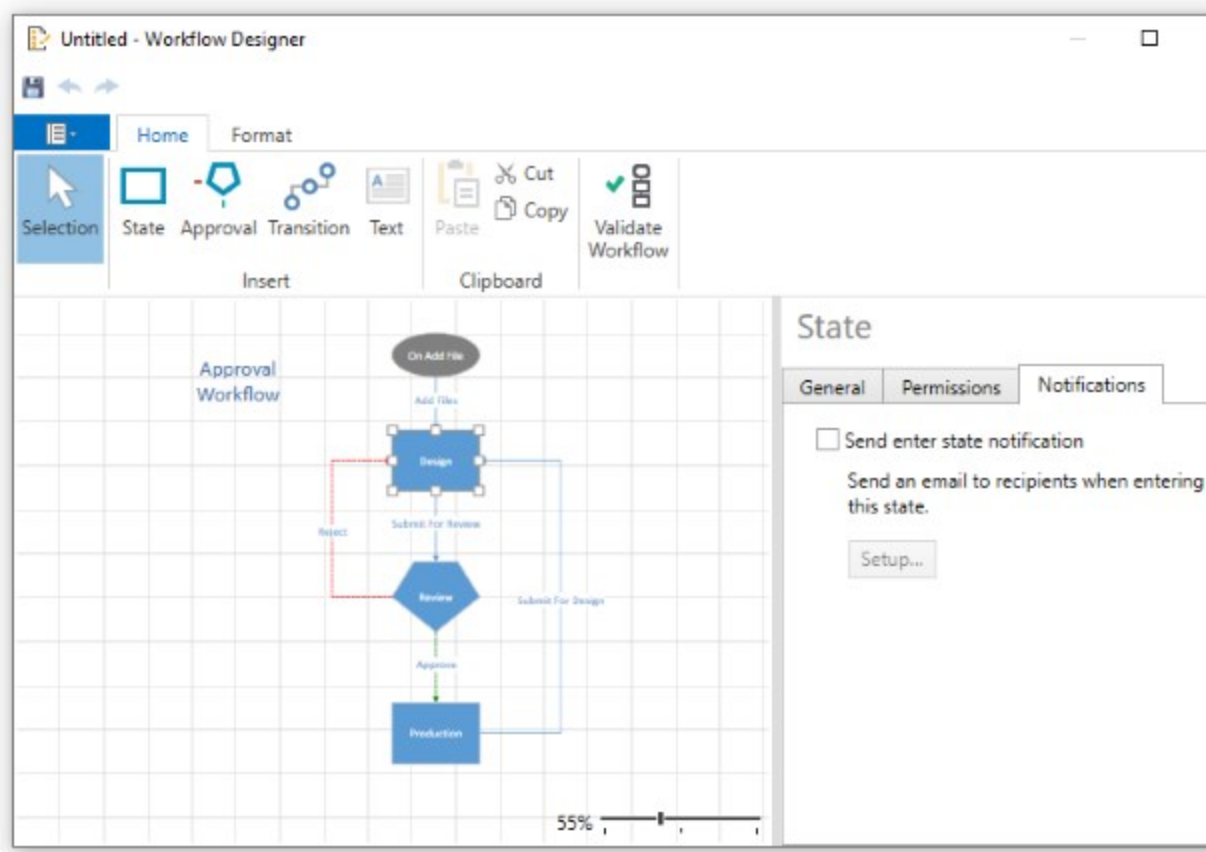 Untitled - Workflow Designer
Home Format
Selection State Approval Transition Text Paste Cut
Copy
Validate
Workflow
Insert Clipboard
State
General Permissions Notifications
Send enter state notification
Send an email to recipients when entering
this state.
Setup...
Approval
Workflow
On Add File
Add Files
Design
Submit For Review
Reject
Review
Submit For Design
Approve
Production
55%